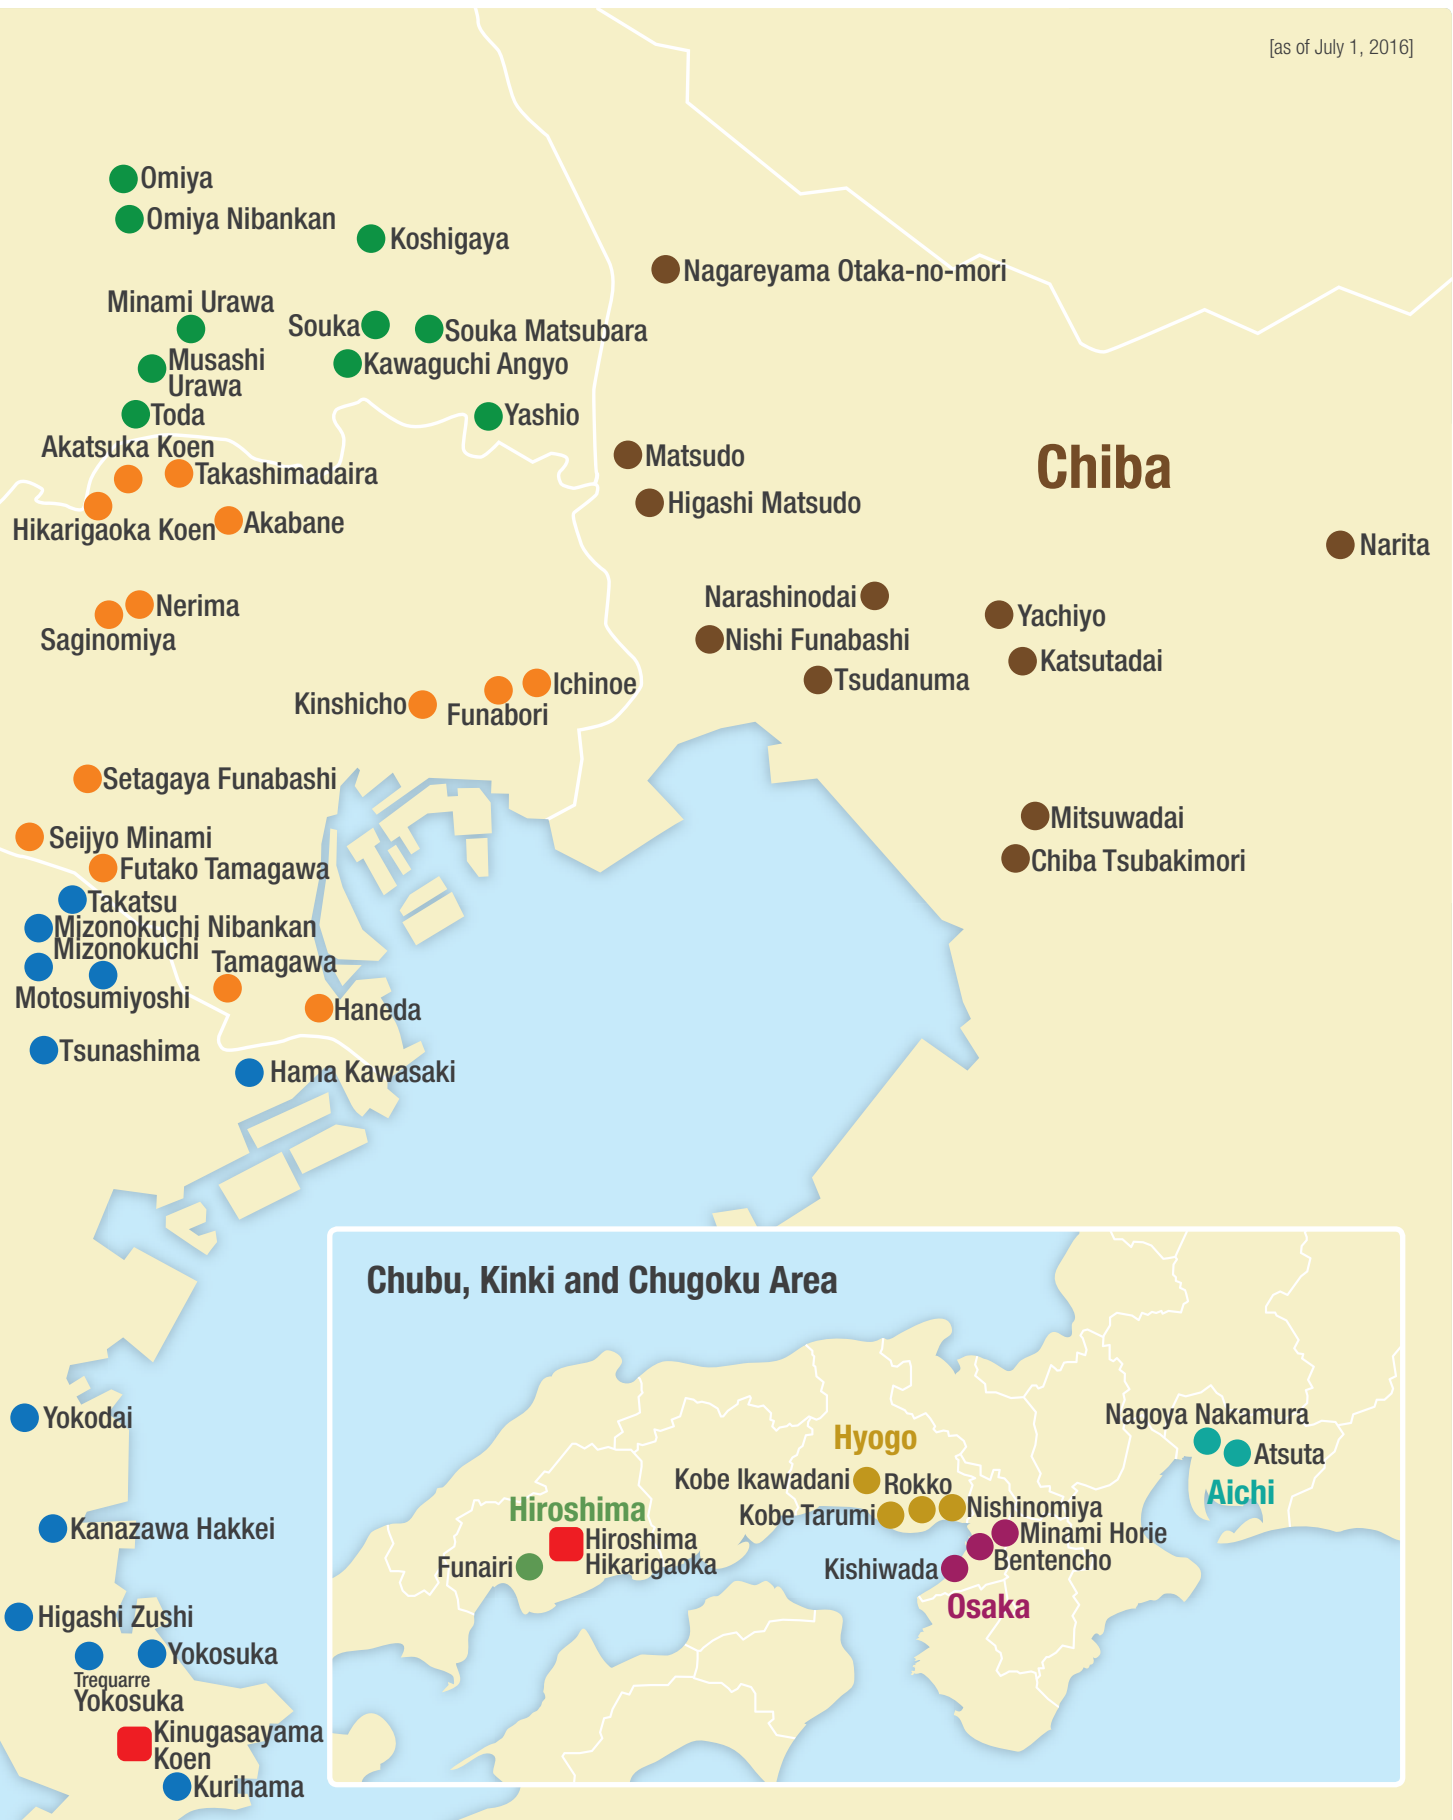 [as of July 1, 2016]
Omiya
Omiya Nibankan
Koshigaya
Nagareyama Otaka-no-mori
Minami Urawa
Souka
Souka Matsubara
Musashi
Urawa
Kawaguchi Angyo
Toda
Yashio
Akatsuka Koen
Takashimadaira
Matsudo
Chiba
Hikarigaoka Koen
Akabane
Higashi Matsudo
Narita
Nerima
Saginomiya
Narashinodai
Yachiyo
Nishi Funabashi
Katsutadai
Tsudanuma
Ichinoe
Kinshicho
Funabori
Setagaya Funabashi
Seijyo Minami
Futako Tamagawa
Mitsuwadai
Chiba Tsubakimori
Takatsu
Mizonokuchi Nibankan
Mizonokuchi
Tamagawa
Motosumiyoshi
Haneda
Tsunashima
Hama Kawasaki
Yokodai
Kanazawa Hakkei
Higashi Zushi
Yokosuka
Trequarre
Yokosuka
Kinugasayama
Koen
Kurihama
Chubu, Kinki and Chugoku Area
Nagoya Nakamura
Atsuta
Aichi
Hyogo
Kobe Ikawadani
Rokko
Kobe Tarumi
Nishinomiya
Minami Horie
Bentencho
Kishiwada
Osaka
Hiroshima
Hiroshima
Hikarigaoka
Funairi